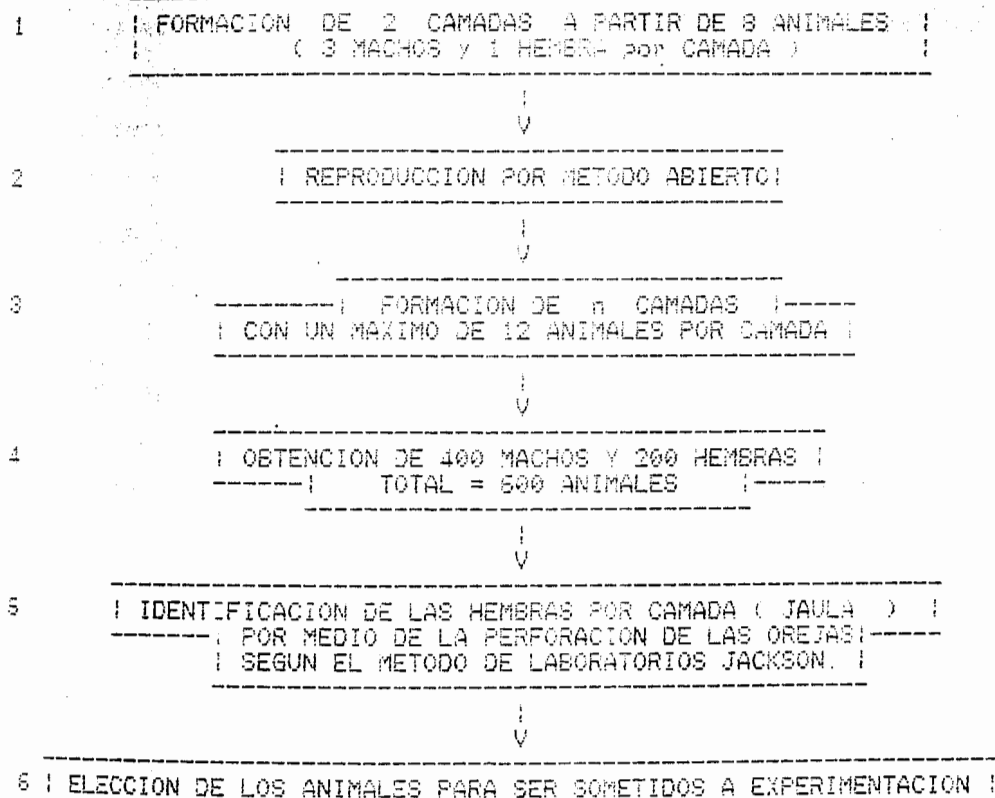 1 FORMACION DE 2 CAMADAS A PARTIR DE 8 ANIMALES
( 3 MACHOS y 1 HEMBRA por CAMADA )
2 REPRODUCCION POR METODO ABIERTO
3 FORMACION DE n CAMADAS
CON UN MAXIMO DE 12 ANIMALES POR CAMADA
4 OBTENCION DE 400 MACHOS Y 200 HEMBRAS
TOTAL = 600 ANIMALES
5 IDENTIFICACION DE LAS HEMBRAS POR CAMADA ( JAULA )
POR MEDIO DE LA PERFORACION DE LAS OREJAS
SEGUN EL METODO DE LABORATORIOS JACKSON.
6 ELECCION DE LOS ANIMALES PARA SER SOMETIDOS A EXPERIMENTACION